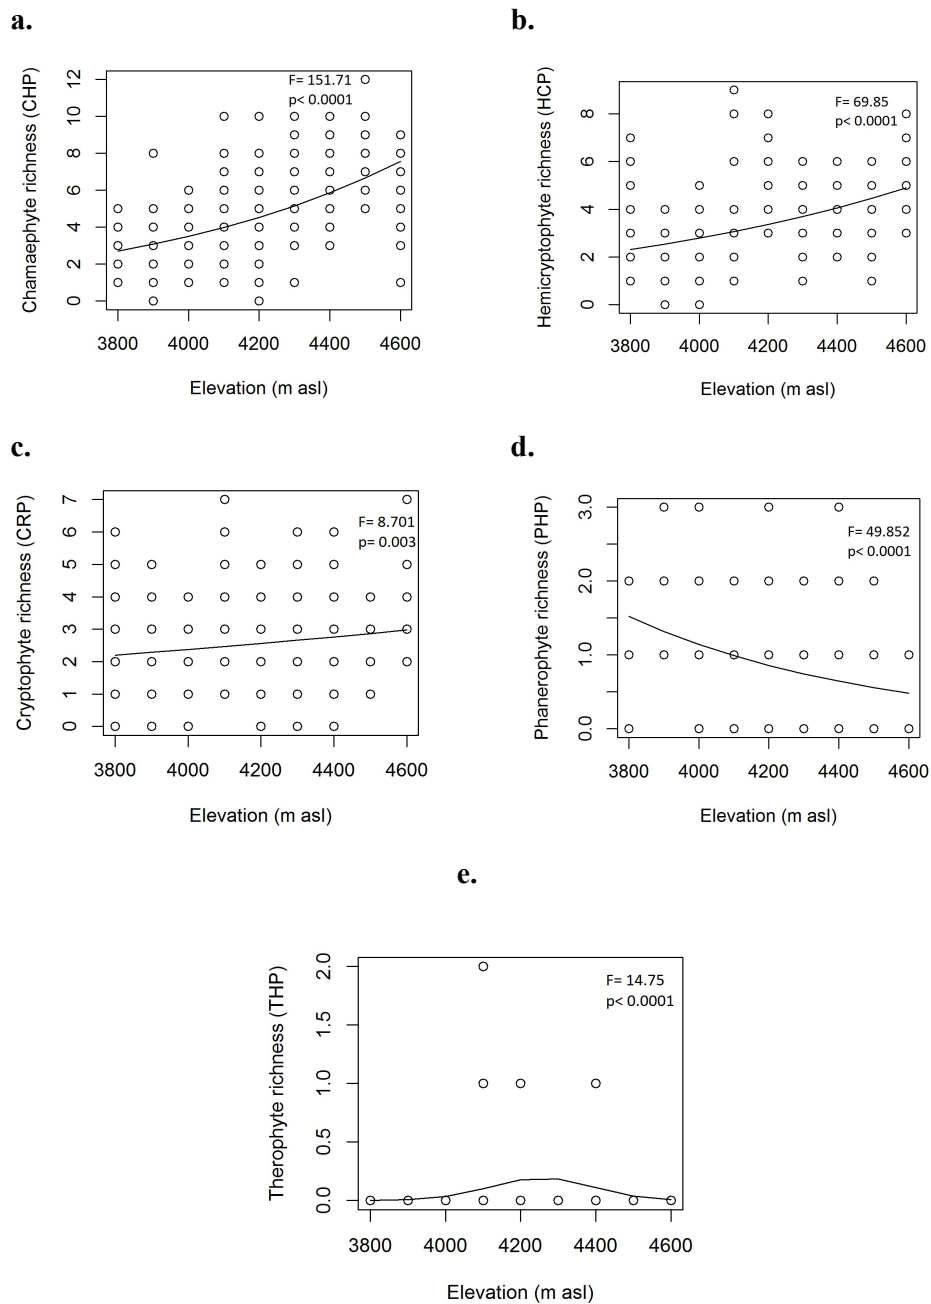 a.
Chamaephyte richness (CHP)
12
10
8
6
4
2
0
F= 151.71
p< 0.0001
3800 4000 4200 4400 4600
Elevation (m asl)
b.
Hemicryptophyte richness (HCP)
8
6
4
2
0
F= 69.85
p< 0.0001
3800 4000 4200 4400 4600
Elevation (m asl)
c.
Cryptophyte richness (CRP)
7
6
5
4
3
2
1
0
F= 8.701
p= 0.003
3800 4000 4200 4400 4600
Elevation (m asl)
d.
Phanerophyte richness (PHP)
3.0
2.0
1.0
0.0
F= 49.852
p< 0.0001
3800 4000 4200 4400 4600
Elevation (m asl)
e.
Therophyte richness (THP)
2.0
1.5
1.0
0.5
0.0
F= 14.75
p< 0.0001
3800 4000 4200 4400 4600
Elevation (m asl)